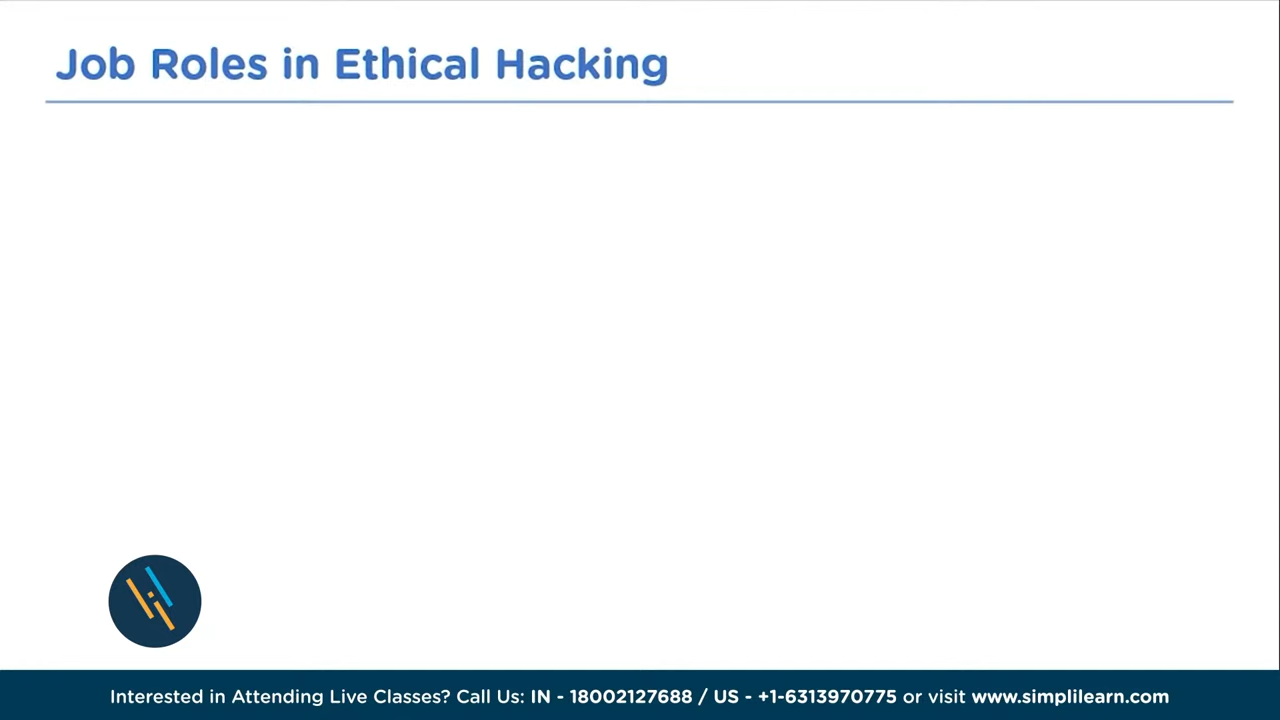 Job Roles in Ethical Hacking
Interested in Attending Live Classes? Call Us: IN - 18002127688 / US - +1-6313970775 or visit www.simplilearn.com